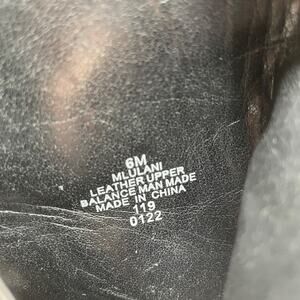 6M
MLULANI
LEATHER UPPER
BALANCE MAN MADE
MADE IN CHINA
119
0122